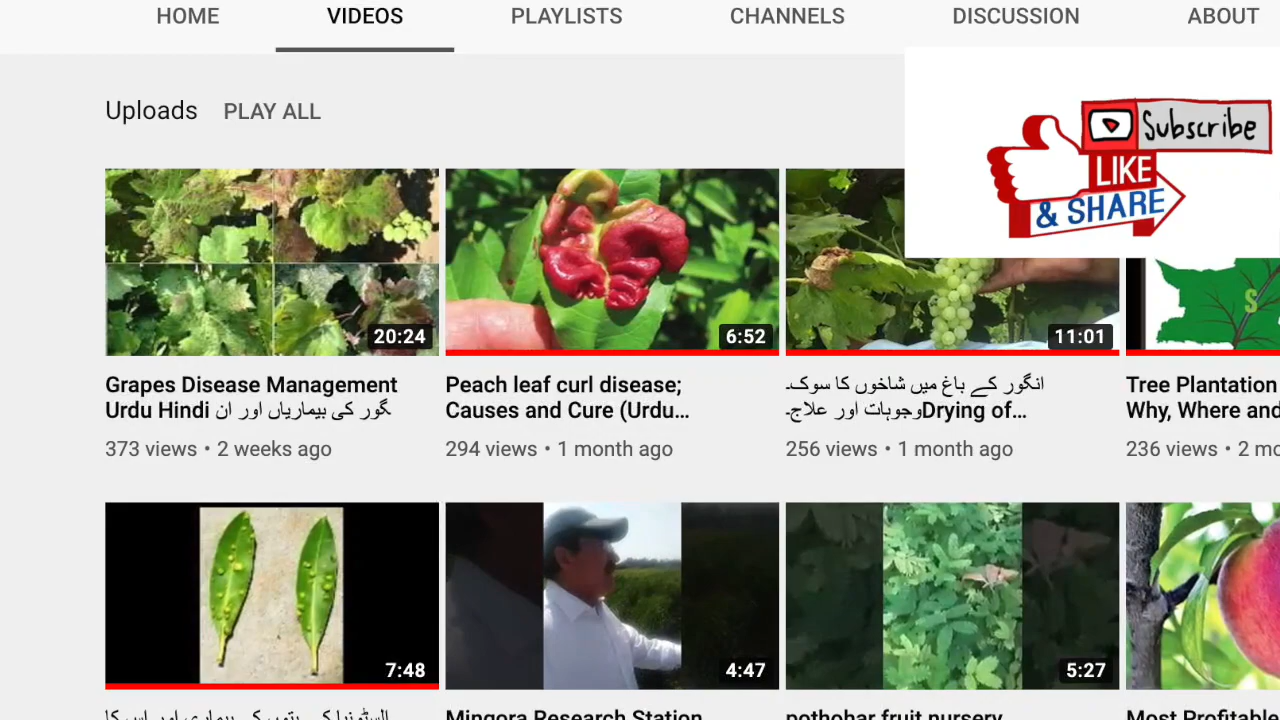 HOME VIDEOS PLAYLISTS CHANNELS DISCUSSION ABOUT
Uploads PLAY ALL
Subscribe
LIKE
& SHARE
20:24
6:52
11:01
S
Grapes Disease Management
Urdu Hindi گور کی بیماریاں اور ان
373 views • 2 weeks ago
Peach leaf curl disease;
Causes and Cure (Urdu...
294 views • 1 month ago
انگور کے باغ میں شاخوں کا سوک۔
وجوہات اور علاج۔Drying of...
256 views • 1 month ago
Tree Plantation
Why, Where and
236 views • 2 mo
7:48
4:47
5:27
Mingora Research Station
pothohar fruit nursery
Most Profitable